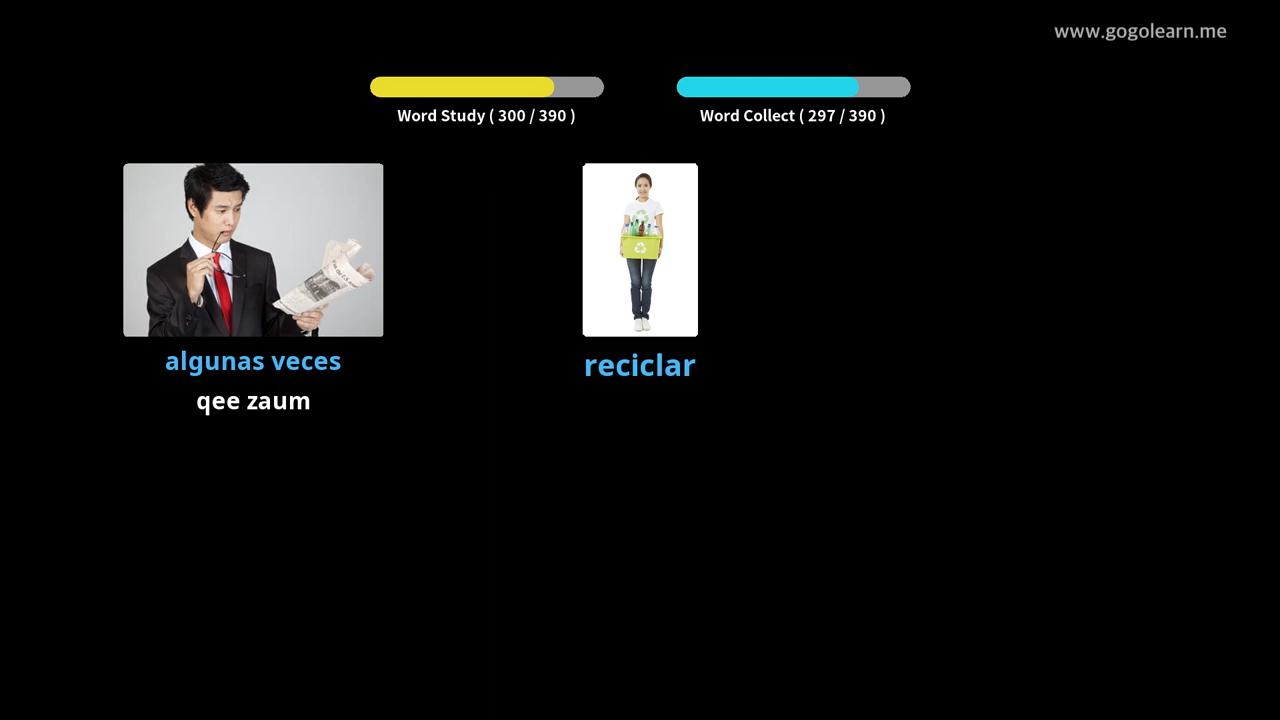 www.gogolearn.me
Word Study ( 300 / 390 )
Word Collect ( 297 / 390 )
algunas veces
qee zaum
reciclar